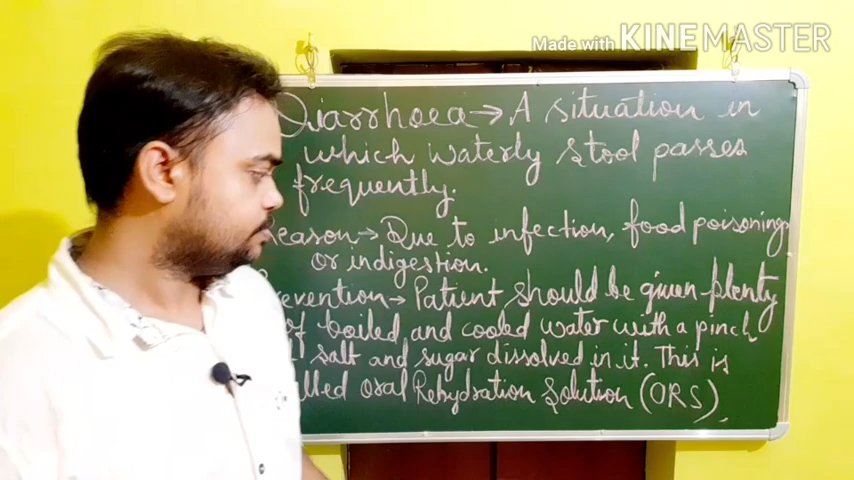 Made with KINEMASTER
Diarrhoea → A situation in
which waterly stool passes
frequently.
Reason → Due to infection, food poisoning
or indigestion.
Prevention → Patient should be given plenty
of boiled and cooled water with a pinch
salt and sugar dissolved in it. This is
Oral Rehydration Solution (ORS).